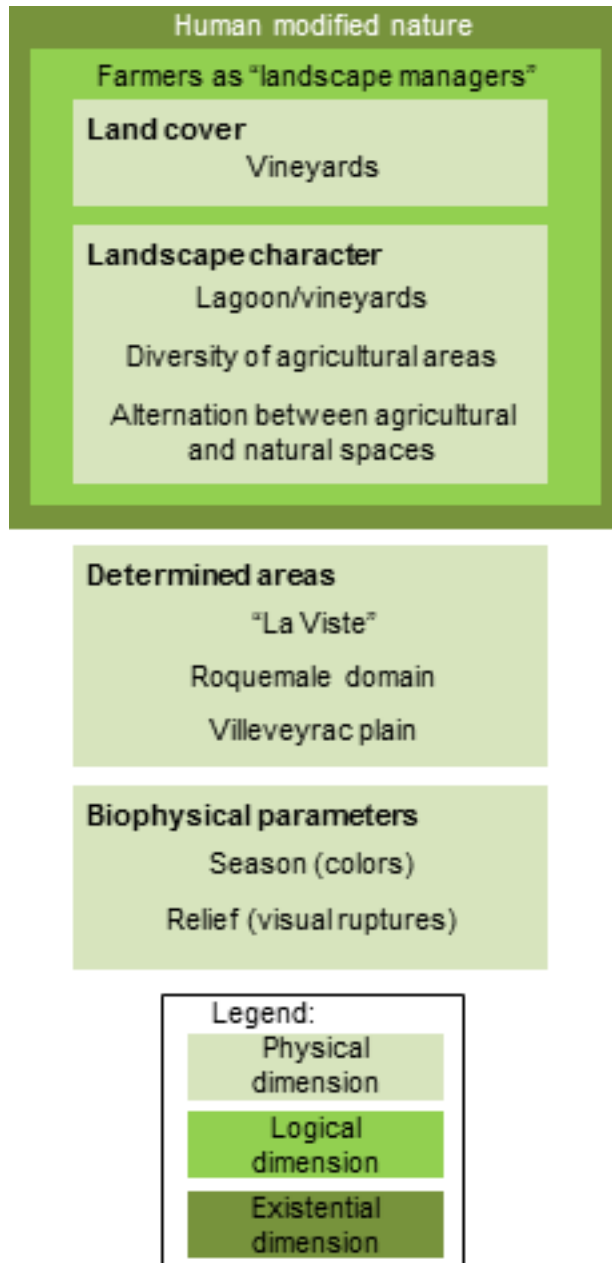 Human modified nature
Farmers as “landscape managers”
Land cover
Vineyards
Landscape character
Lagoon/vineyards
Diversity of agricultural areas
Alternation between agricultural
and natural spaces
Determined areas
“La Viste”
Roquemale domain
Villeveyrac plain
Biophysical parameters
Season (colors)
Relief (visual ruptures)
Legend:
Physical
dimension
Logical
dimension
Existential
dimension